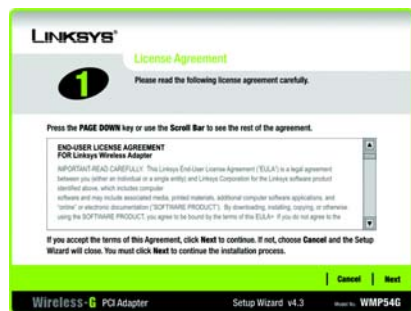 LINKSYS®
License Agreement
1
Please read the following license agreement carefully.
Press the PAGE DOWN key or use the Scroll Bar to see the rest of the agreement.
END-USER LICENSE AGREEMENT
FOR Linksys Wireless Adapter
IMPORTANT-READ CAREFULLY: This Linksys End-User License Agreement ("EULA") is a legal agreement
between you (either an individual or a single entity) and Linksys Corporation for the Linksys software product
identified above, which includes computer
software and may include associated media, printed materials, additional computer software applications, and
"online" or electronic documentation ("SOFTWARE PRODUCT"). By downloading, installing, copying, or otherwise
using the SOFTWARE PRODUCT, you agree to be bound by the terms of this EULA+ If you do not agree to the
If you accept the terms of this Agreement, click Next to continue. If not, choose Cancel and the Setup
Wizard will close. You must click Next to continue the installation process.
Cancel
Next
Wireless-G PCI Adapter
Setup Wizard v4.3
Model No. WMP54G